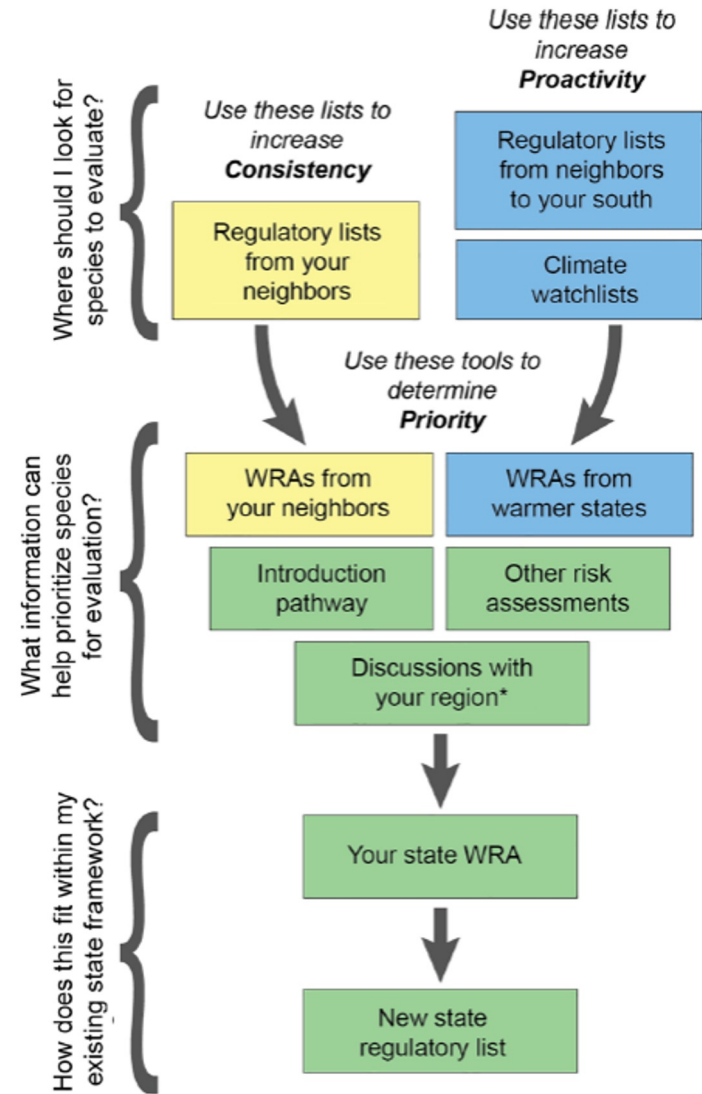 Where should I look for
species to evaluate?
Use these lists to
increase
Consistency
Regulatory lists
from your
neighbors
Use these lists to
increase
Proactivity
Regulatory lists
from neighbors
to your south
Climate
watchlists
Use these tools to
determine
Priority
What information can
help prioritize species
for evaluation?
WRAs from
your neighbors
WRAs from
warmer states
Introduction
pathway
Other risk
assessments
Discussions with
your region*
How does this fit within my
existing state framework?
Your state WRA
New state
regulatory list